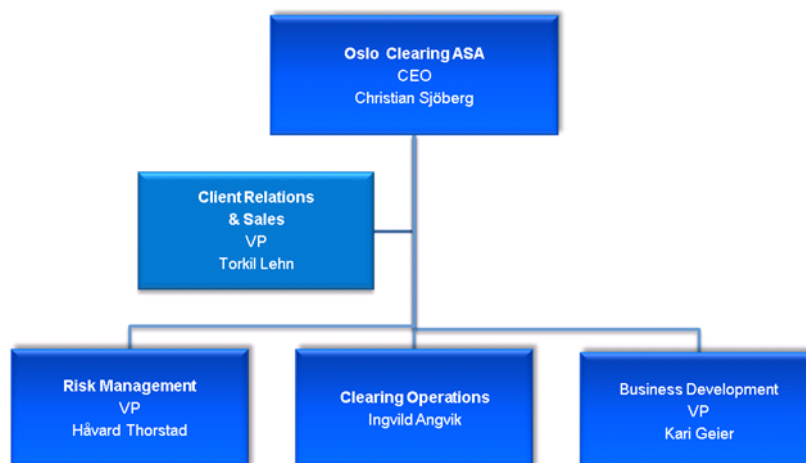 Oslo Clearing ASA
CEO
Christian Sjöberg
Client Relations
& Sales
VP
Torkil Lehn
Risk Management
VP
Håvard Thorstad
Clearing Operations
Ingvild Angvik
Business Development
VP
Kari Geier